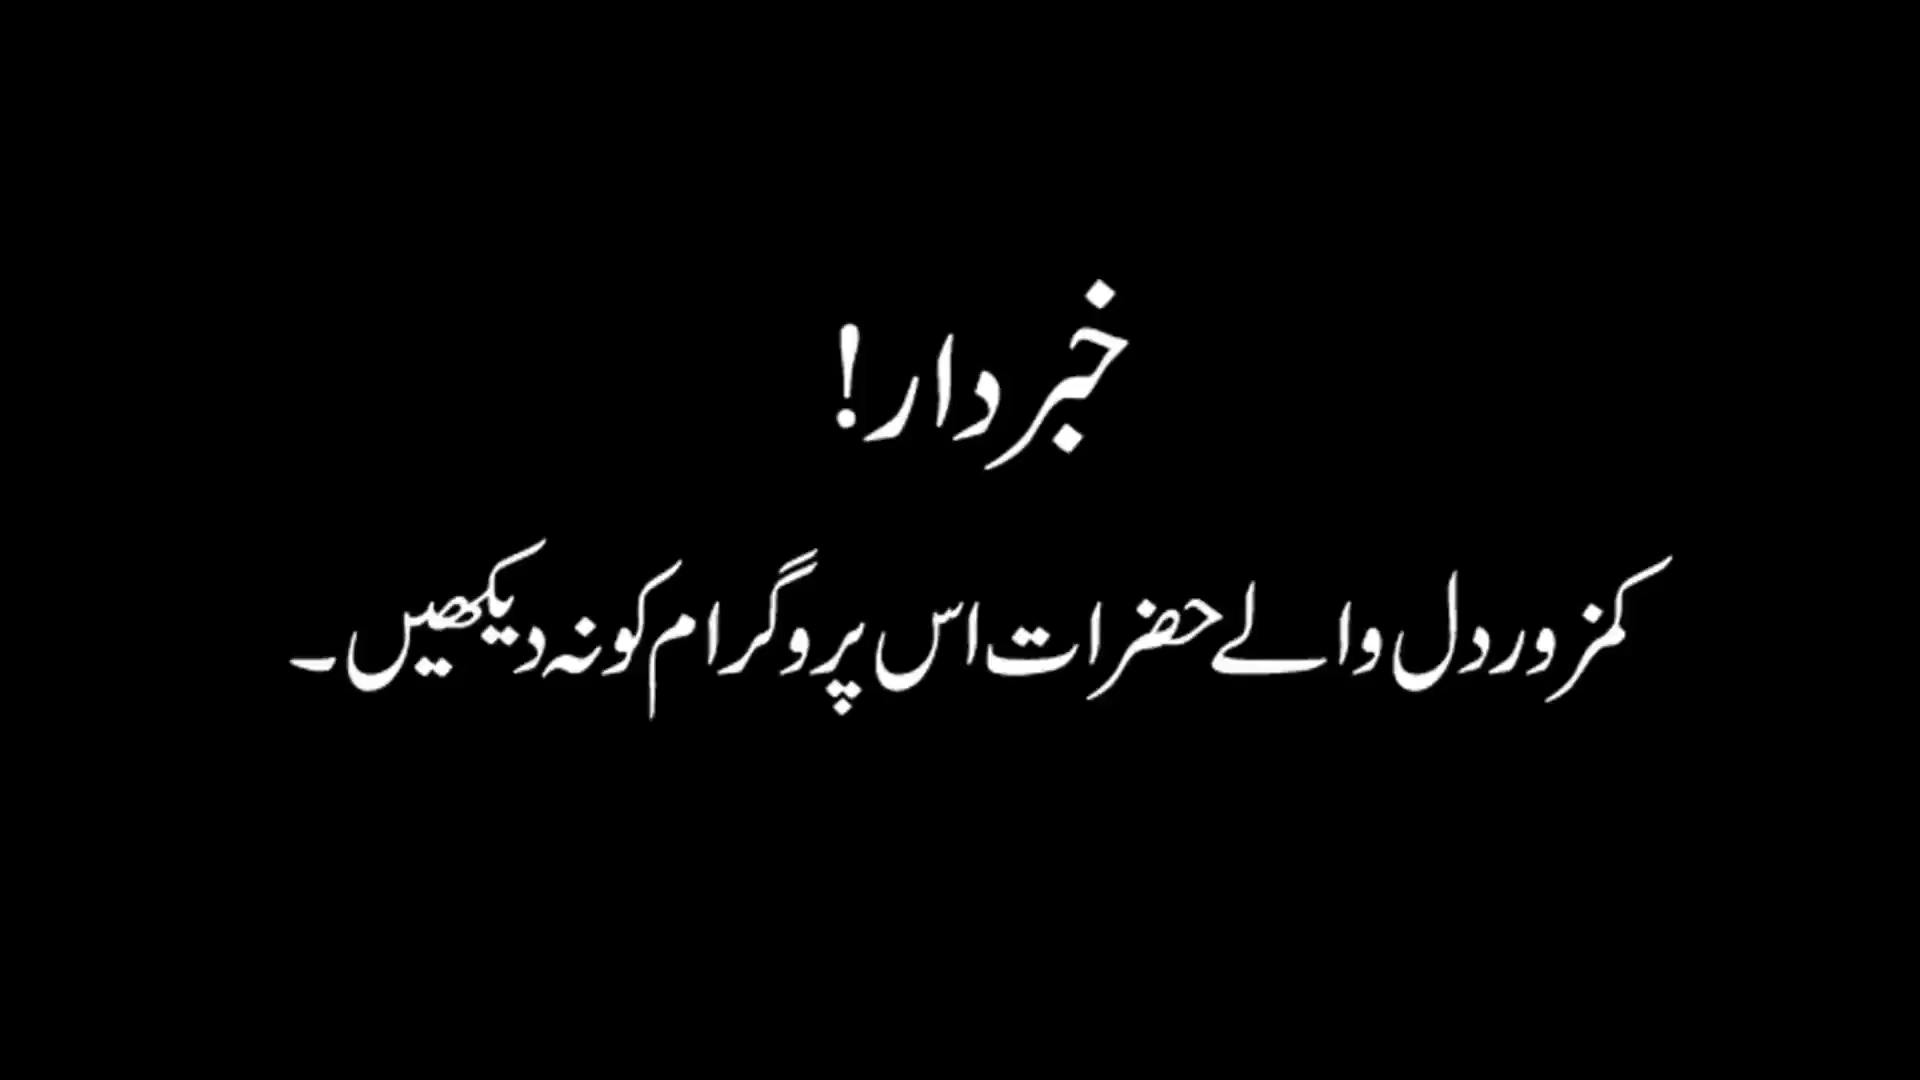 خبردار!
کمزور دل والے حضرات اس پروگرام کو نہ دیکھیں۔